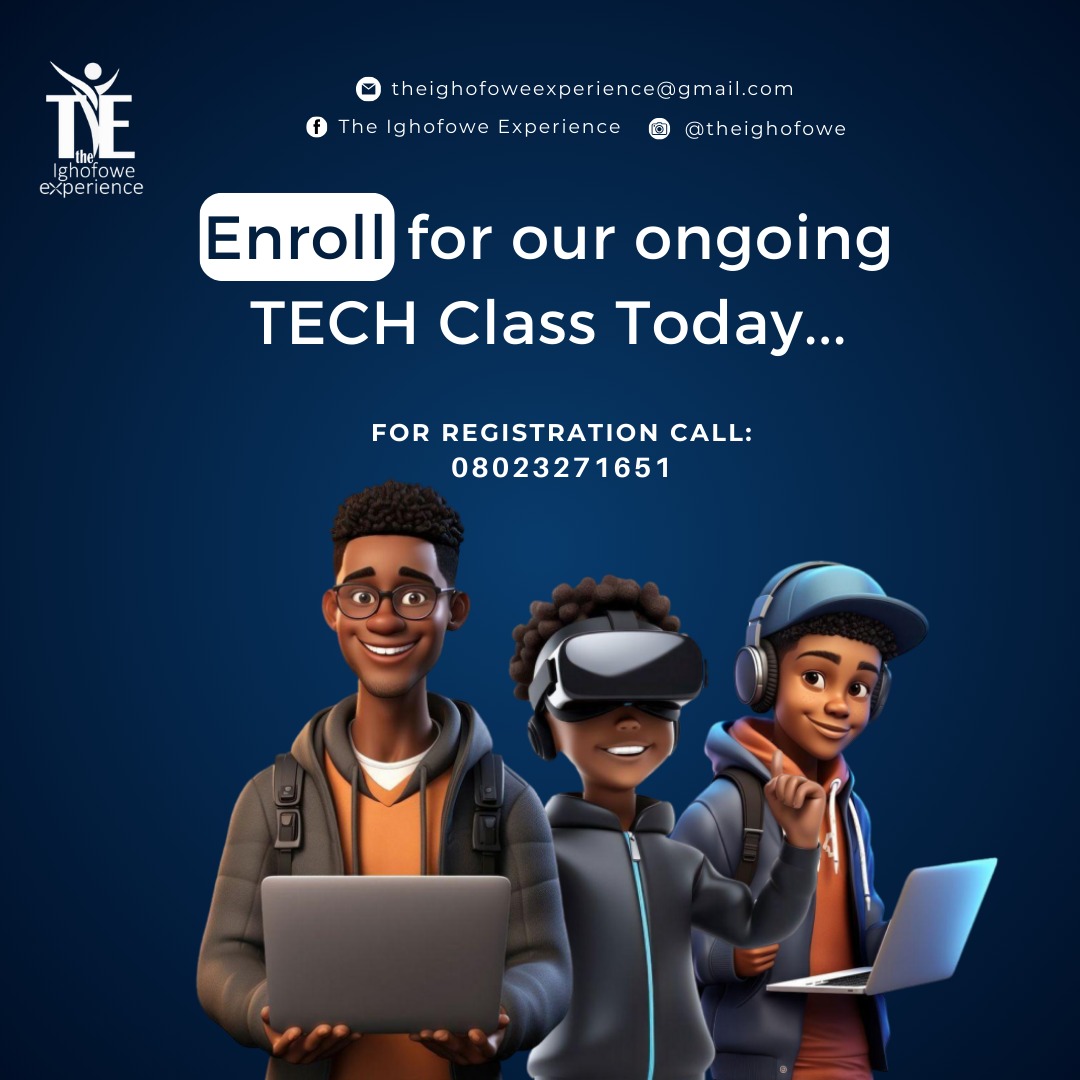 TIE
the
Ighofowe
experience
theighofoweexperience@gmail.com
The Ighofowe Experience @theighofowe
Enroll for our ongoing
TECH Class Today...
FOR REGISTRATION CALL:
08023271651